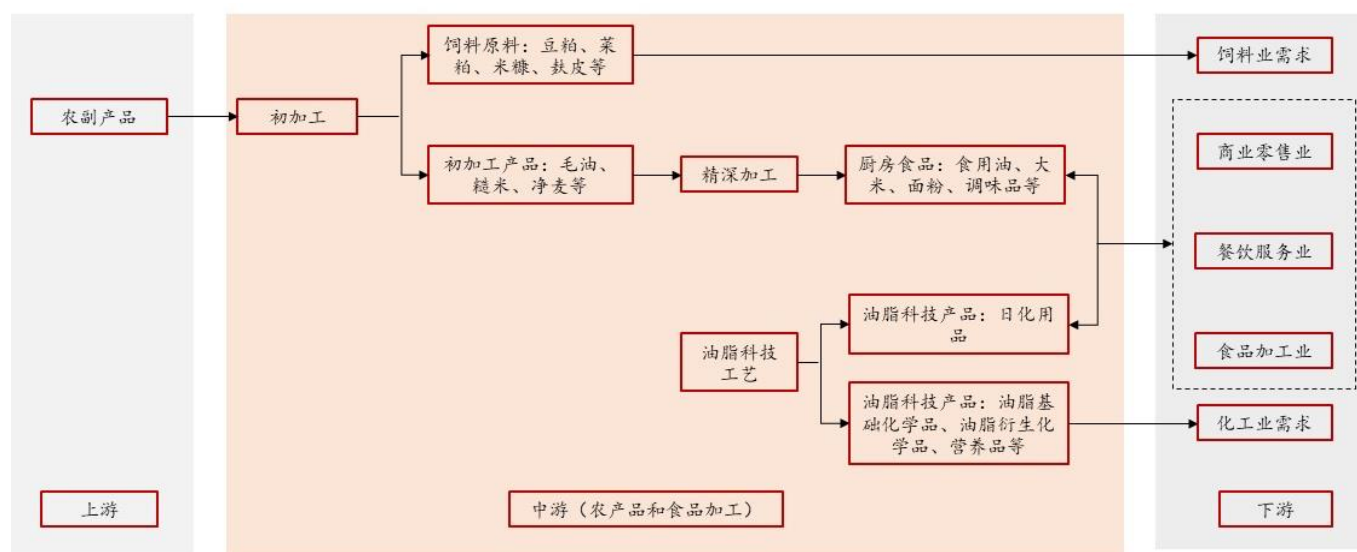 饲料原料：豆粕、菜
粕、米糠、麸皮等
饲料业需求
农副产品
初加工
商业零售业
初加工产品：毛油、
糙米、净麦等
精深加工
厨房食品：食用油、大
米、面粉、调味品等
餐饮服务业
油脂科技产品：日化用
品
油脂科技
工艺
食品加工业
油脂科技产品：油脂基
础化学品、油脂衍生化
学品、营养品等
化工业需求
上游
中游（农产品和食品加工）
下游